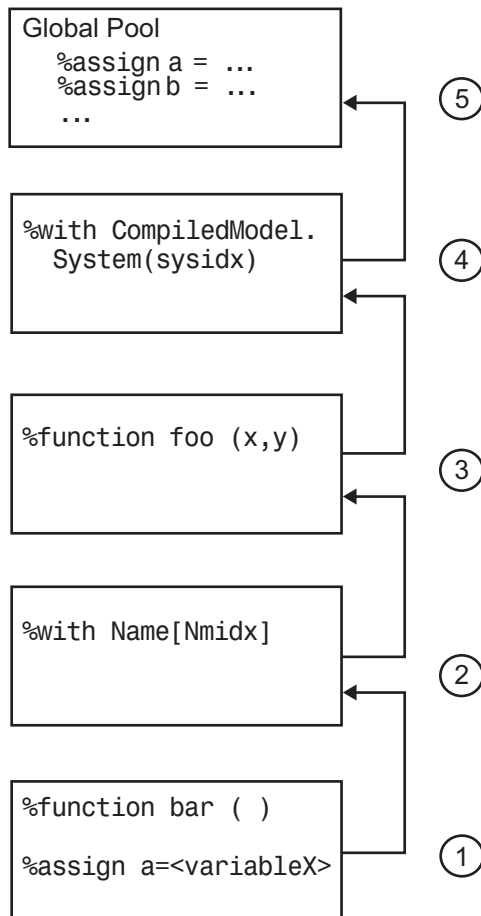 Global Pool
%assign a = ...
%assign b = ...
...
5
%with CompiledModel.
System(sysidx)
4
%function foo (x,y)
3
%with Name[Nmidx]
2
%function bar ( )
%assign a=<variableX>
1